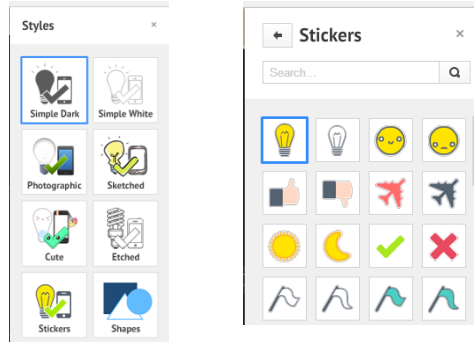 Styles ×
Simple Dark Simple White
Photographic Sketched
Cute Etched
Stickers Shapes
Stickers ×
Search...